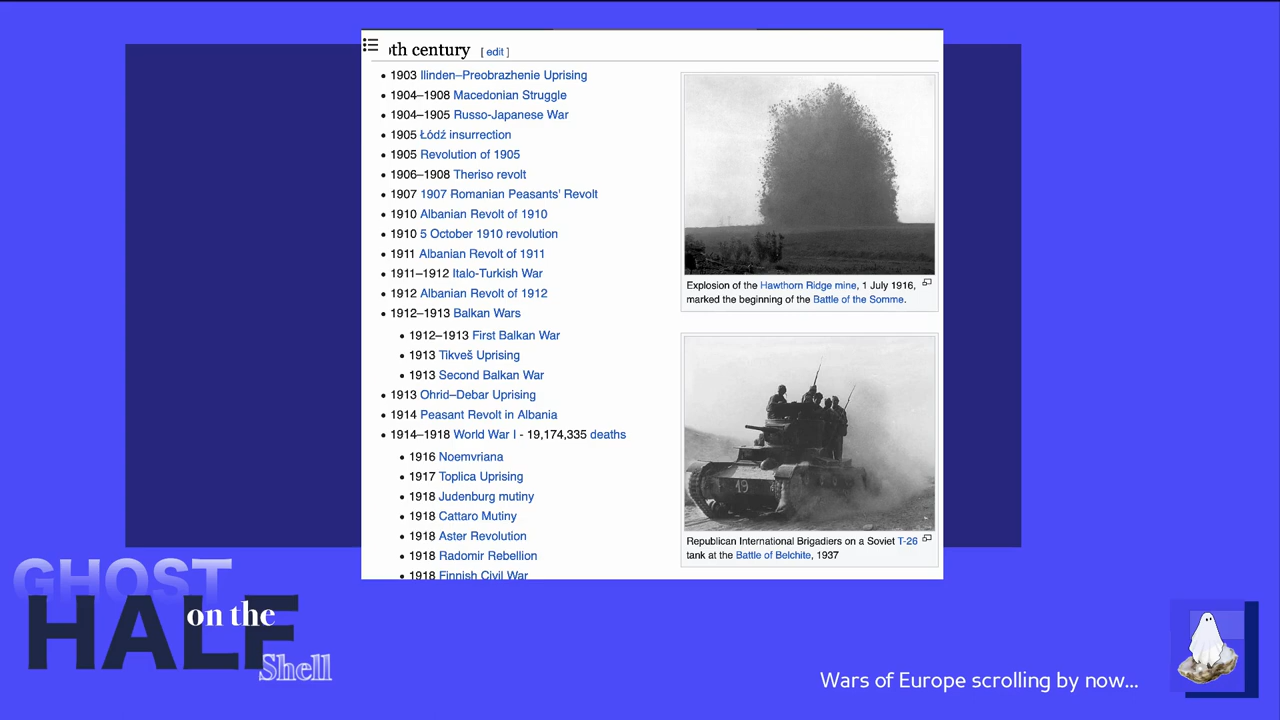 0th century [ edit ]
1903 Ilinden–Preobrazhenie Uprising
1904–1908 Macedonian Struggle
1904–1905 Russo-Japanese War
1905 Łódź insurrection
1905 Revolution of 1905
1906–1908 Theriso revolt
1907 1907 Romanian Peasants' Revolt
1910 Albanian Revolt of 1910
1910 5 October 1910 revolution
1911 Albanian Revolt of 1911
1911–1912 Italo-Turkish War
1912 Albanian Revolt of 1912
1912–1913 Balkan Wars
1912–1913 First Balkan War
1913 Tikveš Uprising
1913 Second Balkan War
1913 Ohrid–Debar Uprising
1914 Peasant Revolt in Albania
1914–1918 World War I - 19,174,335 deaths
1916 Noemvriana
1917 Toplica Uprising
1918 Judenburg mutiny
1918 Cattaro Mutiny
1918 Aster Revolution
1918 Radomir Rebellion
1918 Finnish Civil War
Explosion of the Hawthorn Ridge mine, 1 July 1916,
marked the beginning of the Battle of the Somme.
19
Republican International Brigadiers on a Soviet T-26
tank at the Battle of Belchite, 1937
GHOST
on the
HALF
Shell
Wars of Europe scrolling by now...